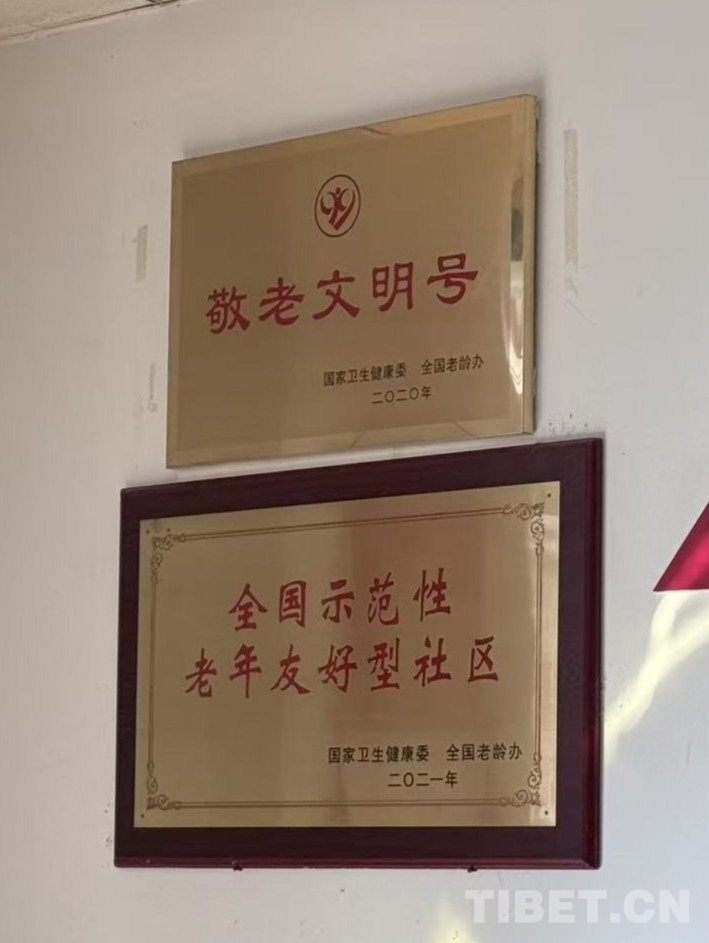 敬老文明号
国家卫生健康委 全国老龄办
二〇二〇年
全国示范性
老年友好型社区
国家卫生健康委 全国老龄办
二〇二一年
TIBET.CN